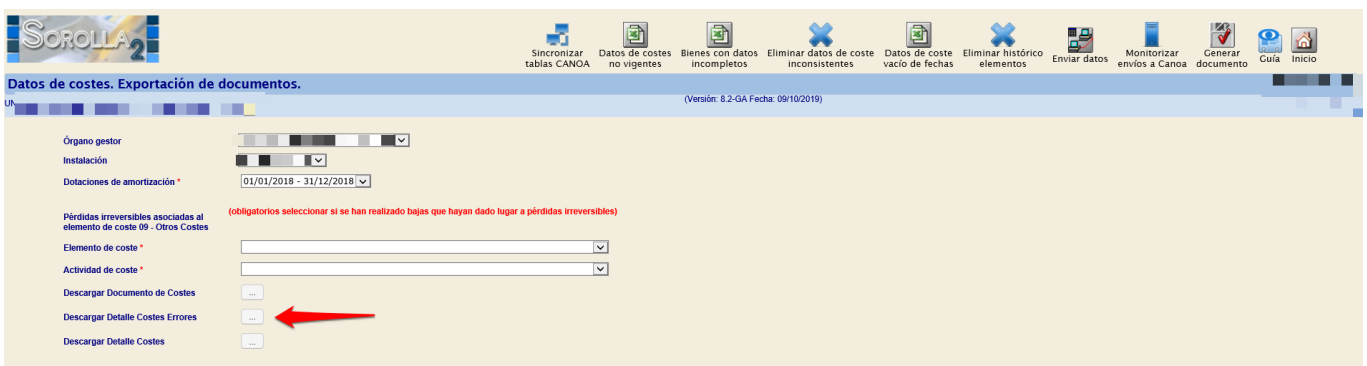 SOROLLA2
Sincronizar
tablas CANOA
Datos de costes
no vigentes
Bienes con datos
incompletos
Eliminar datos de coste
inconsistentes
Datos de coste
vacío de fechas
Eliminar histórico
elementos
Enviar datos
Monitorizar
envíos a Canoa
Generar
documento
Guía
Inicio
Datos de costes. Exportación de documentos.
(Versión: 8.2-GA Fecha: 09/10/2019)
Órgano gestor
Instalación
Dotaciones de amortización * 01/01/2018 - 31/12/2018
Pérdidas irreversibles asociadas al
elemento de coste 09 - Otros Costes
(obligatorios seleccionar si se han realizado bajas que hayan dado lugar a pérdidas irreversibles)
Elemento de coste *
Actividad de coste *
Descargar Documento de Costes ...
Descargar Detalle Costes Errores ...
Descargar Detalle Costes ...